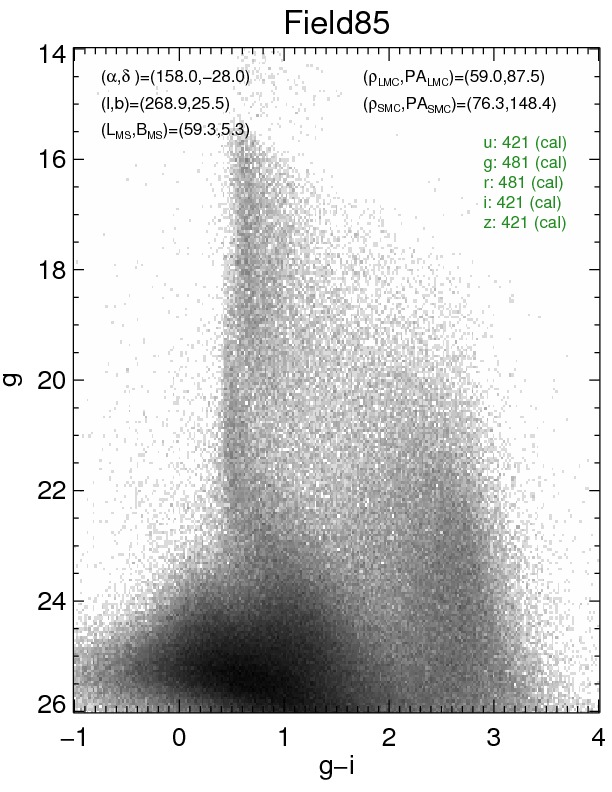 Field85
(α,δ )=(158.0,−28.0)
(ρLMC,PALMC)=(59.0,87.5)
(l,b)=(268.9,25.5)
(ρSMC,PASMC)=(76.3,148.4)
(LMS,BMS)=(59.3,5.3)
u: 421 (cal)
g: 481 (cal)
r: 481 (cal)
i: 421 (cal)
z: 421 (cal)
14
16
18
20
22
24
26
g
−1 0 1 2 3 4
g−i